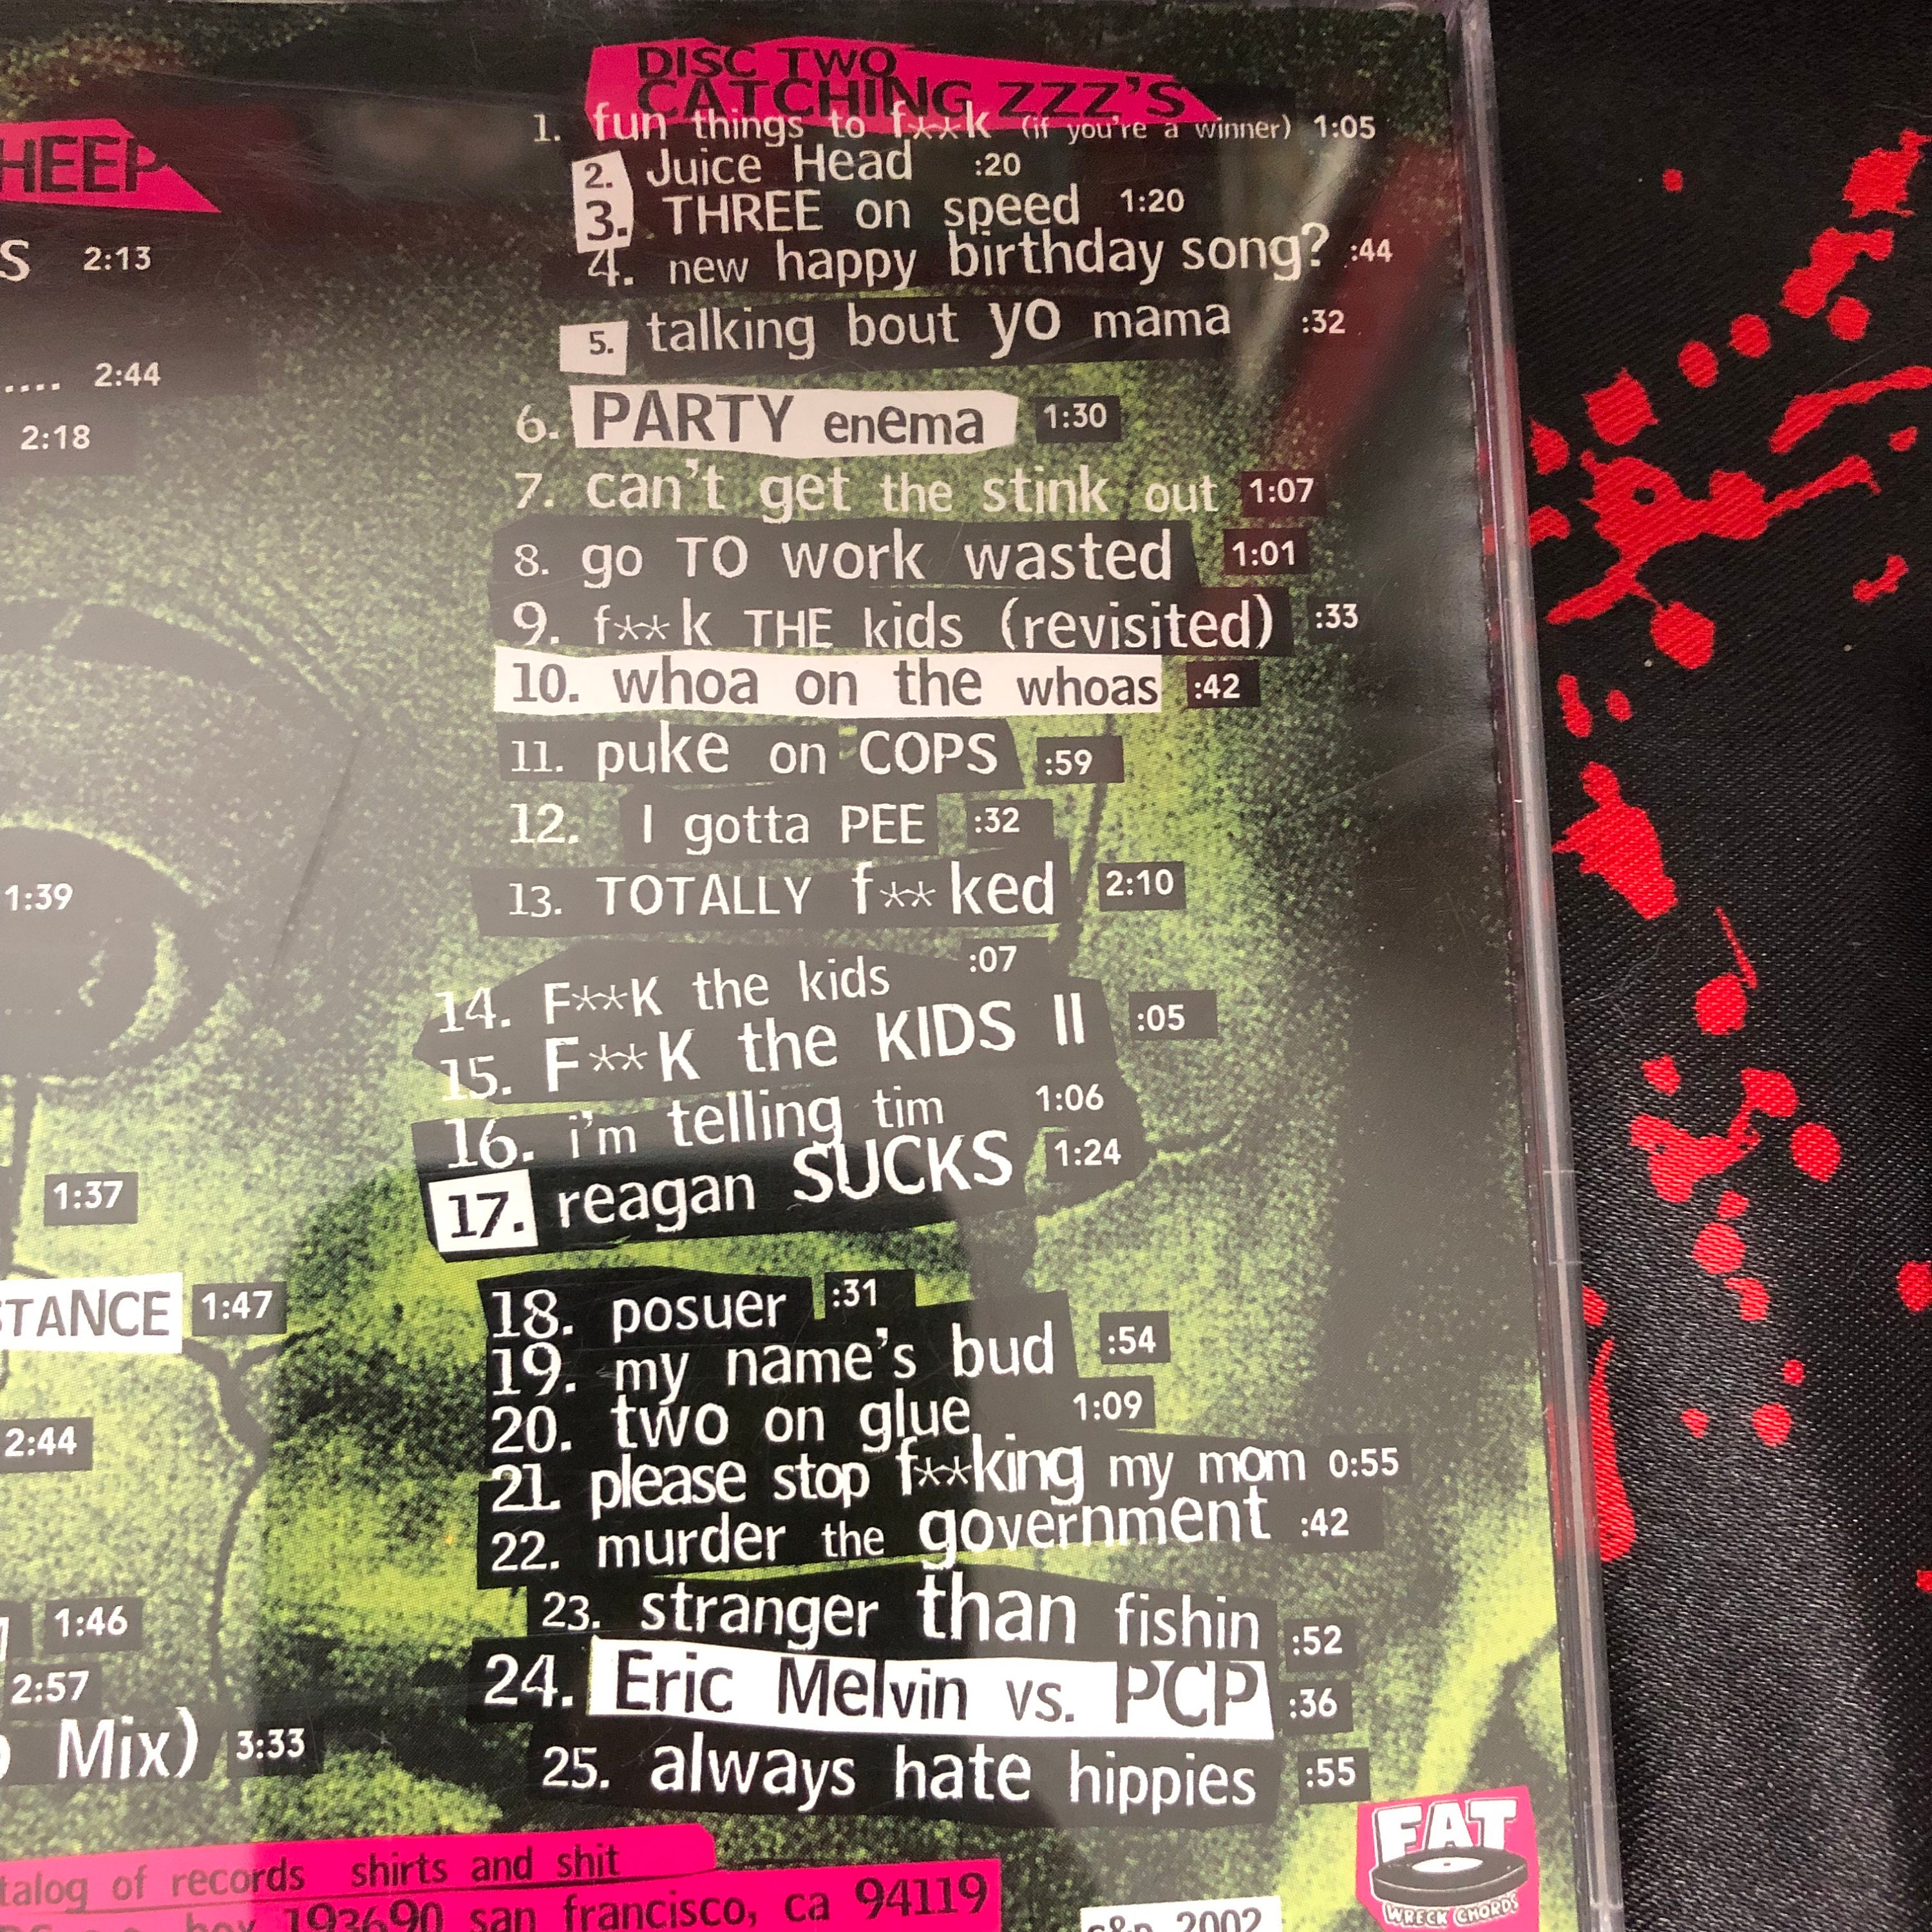 HEEP
S 2:13
.... 2:44
2:18
1:39
1:37
STANCE 1:47
2:44
1:46
2:57
Mix) 3:33
DISC TWO
CATCHING ZZZ'S
1. fun things to f**k (if you're a winner) 1:05
2. Juice Head :20
3. THREE on speed 1:20
4. new happy birthday song? :44
5. talking bout yo mama :32
6. PARTY enema 1:30
7. can't get the stink out 1:07
8. go TO work wasted 1:01
9. f**k THE kids (revisited) :33
10. whoa on the whoas :42
11. puke on COPS :59
12. I gotta PEE :32
13. TOTALLY f**ked 2:10
14. F**K the kids :07
15. F**K the KIDS II :05
16. i'm telling tim 1:06
17. reagan SUCKS 1:24
18. posuer :31
19. my name's bud :54
20. two on glue 1:09
21. please stop f**king my mom 0:55
22. murder the government :42
23. stranger than fishin :52
24. Eric Melvin vs. PCP :36
25. always hate hippies :55
talog of records shirts and shit
box 193690 san francisco, ca 94119
2002
FAT
WRECK CHORDS